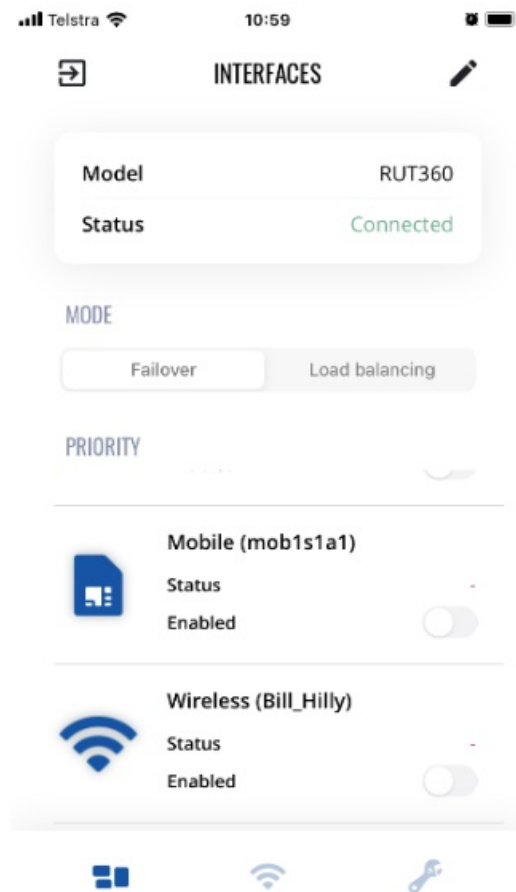 Telstra 10:59
INTERFACES
Model RUT360
Status Connected
MODE
Failover Load balancing
PRIORITY
Mobile (mob1s1a1)
Status -
Enabled
Wireless (Bill_Hilly)
Status -
Enabled